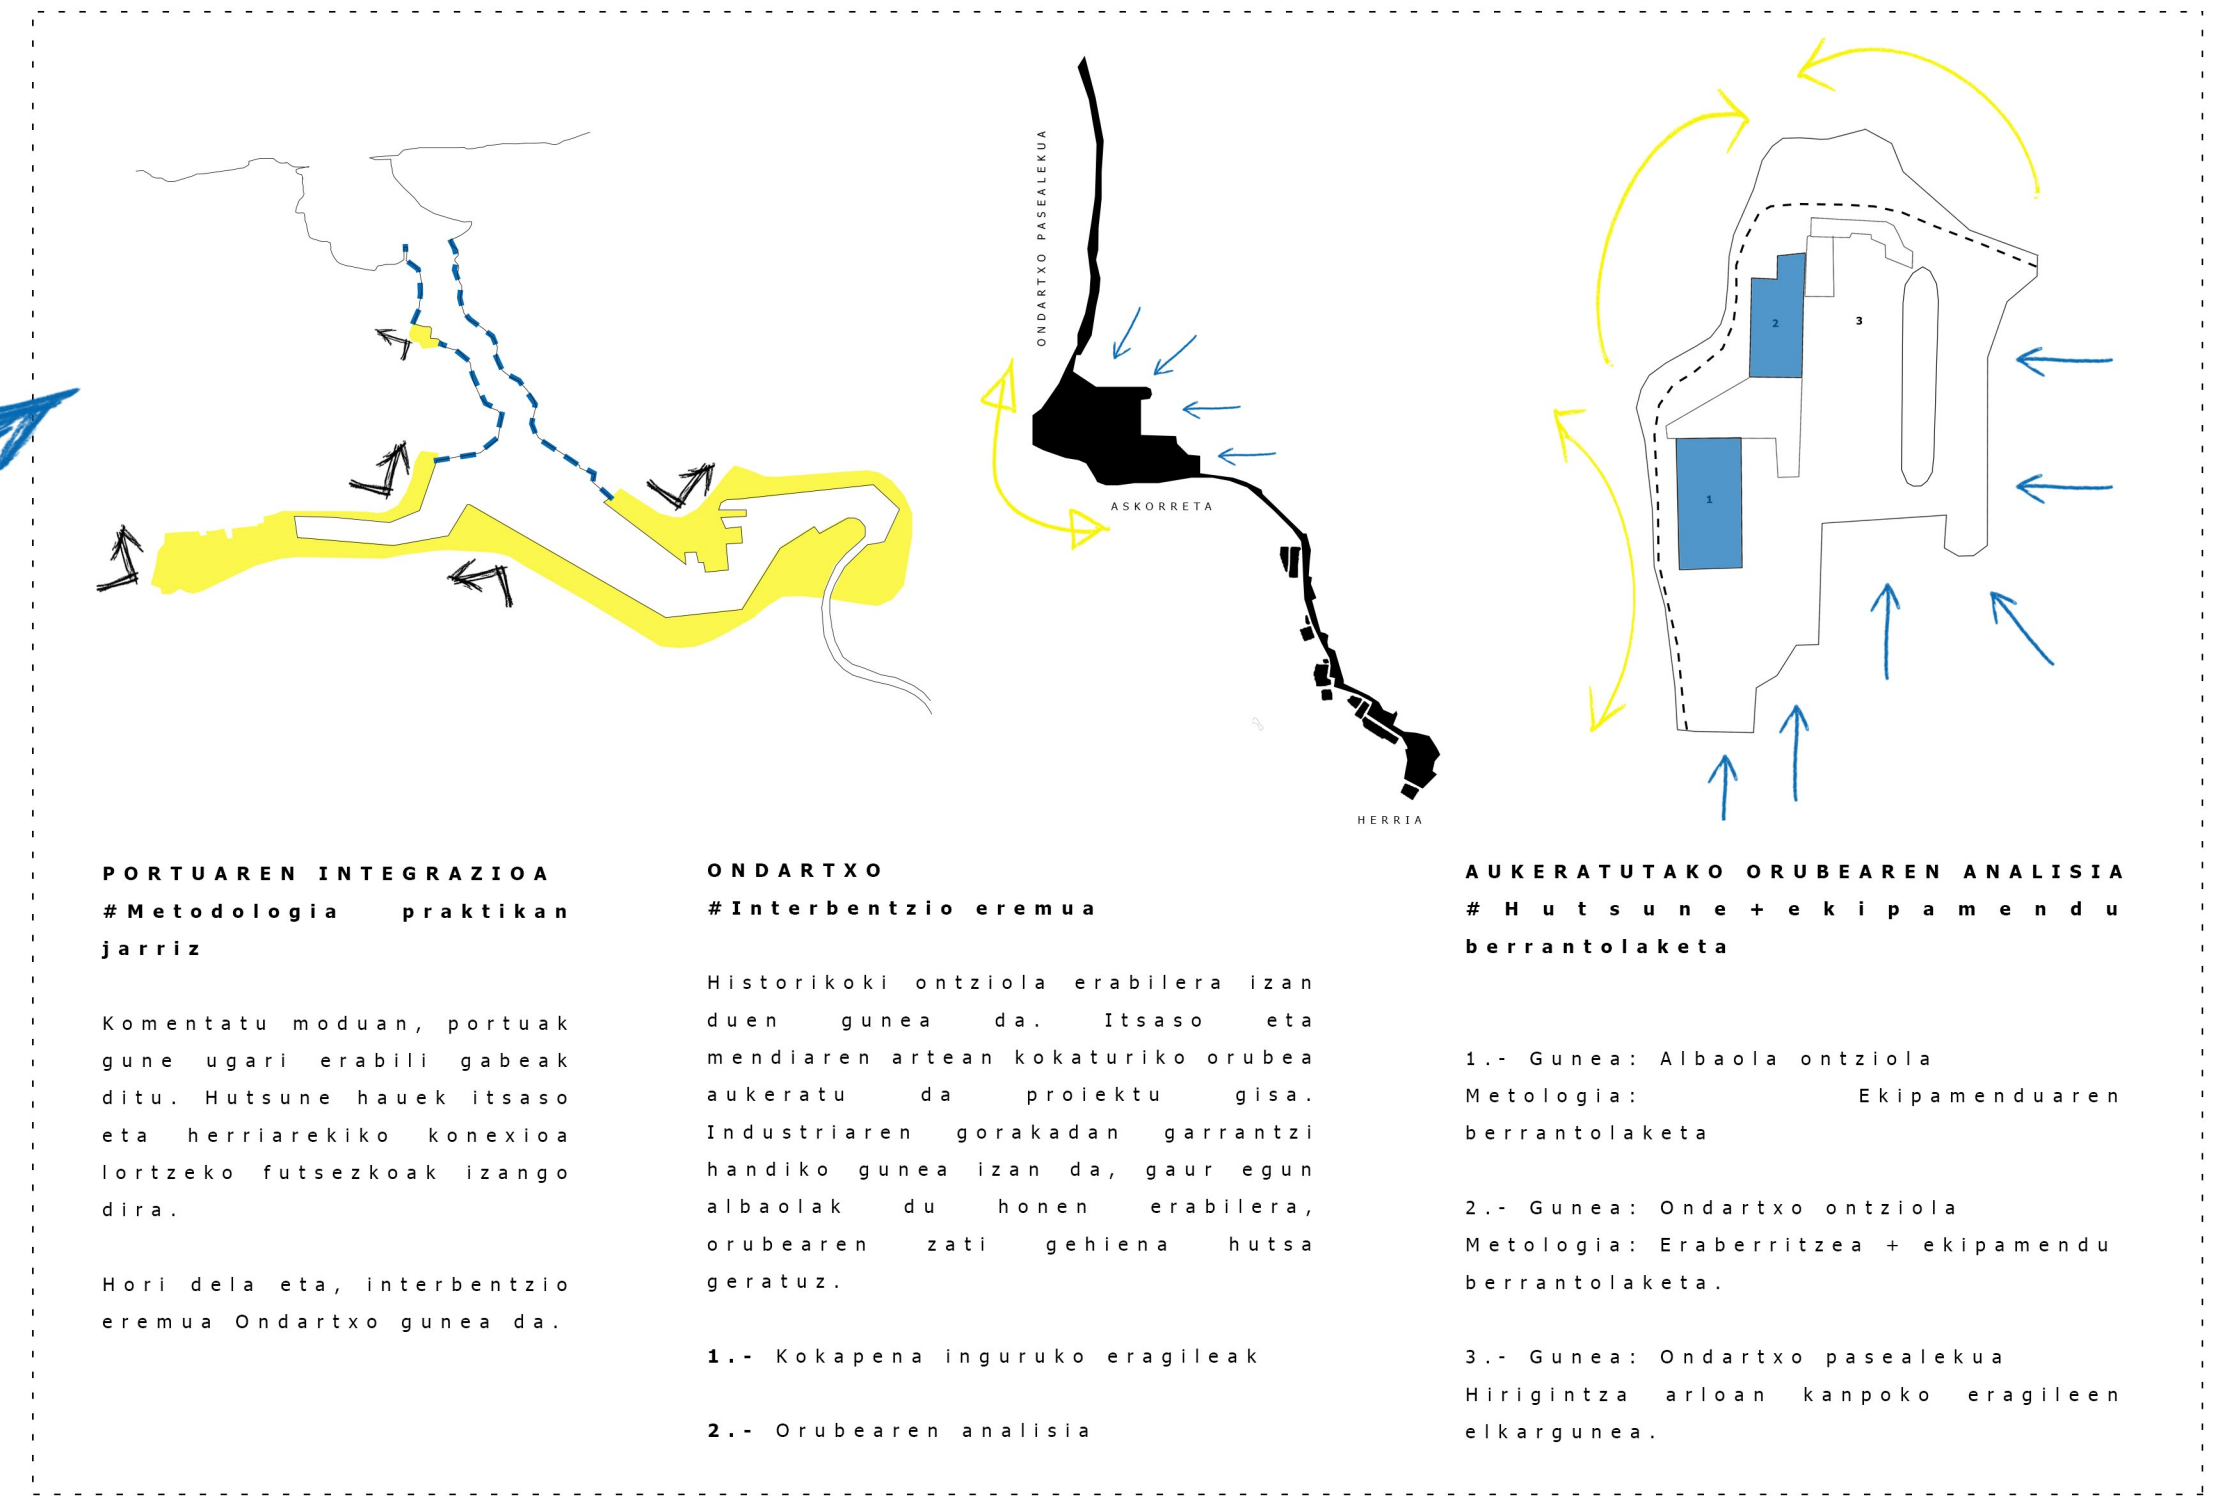 ONDARTXO PASEALEKUA
ASKORRETA
HERRIA
2
3
1
PORTUAREN INTEGRAZIOA
#Metodologia praktikan
jarriz
Komentatu moduan, portuak
gune ugari erabili gabeak
ditu. Hutsune hauek itsaso
eta herriarekiko konexioa
lortzeko futsezkoak izango
dira.
Hori dela eta, interbentzio
eremua Ondartxo gunea da.
ONDARTXO
#Interbentzio eremua
Historikoki ontziola erabilera izan
duen gunea da. Itsaso eta
mendiaren artean kokaturiko orubea
aukeratu da proiektu gisa.
Industriaren gorakadan garrantzi
handiko gunea izan da, gaur egun
albaolak du honen erabilera,
orubearen zati gehiena hutsa
geratuz.
1.- Kokapena inguruko eragileak
2.- Orubearen analisia
AUKERATUTAKO ORUBEAREN ANALISIA
#Hutsune+ekipamendu
berrantolaketa
1.- Gunea: Albaola ontziola
Metologia: Ekipamenduaren
berrantolaketa
2.- Gunea: Ondartxo ontziola
Metologia: Eraberritzea + ekipamendu
berrantolaketa.
3.- Gunea: Ondartxo pasealekua
Hirigintza arloan kanpoko eragileen
elkargunea.